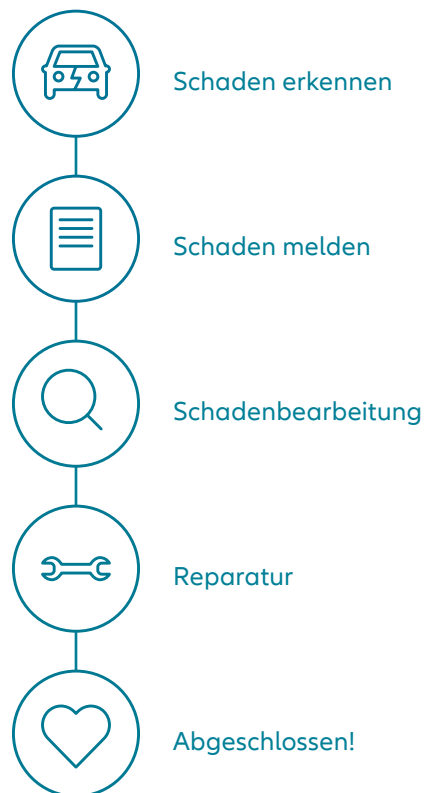 Schaden erkennen
Schaden melden
Schadenbearbeitung
Reparatur
Abgeschlossen!